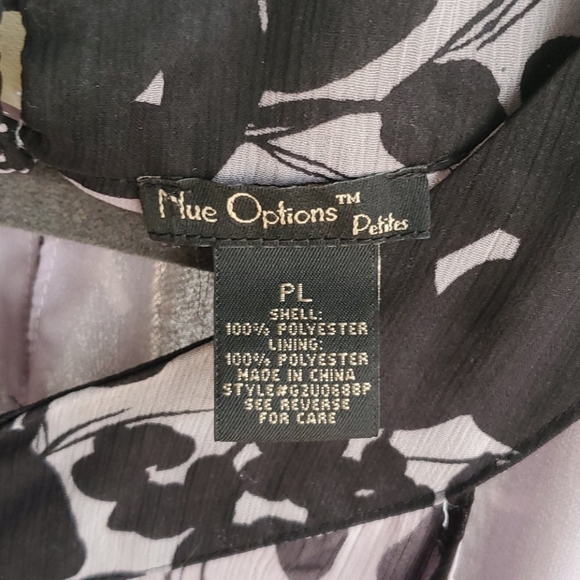 Nue Options™
Petites
PL
SHELL:
100% POLYESTER
LINING:
100% POLYESTER
MADE IN CHINA
STYLE#G2U0688P
SEE REVERSE
FOR CARE